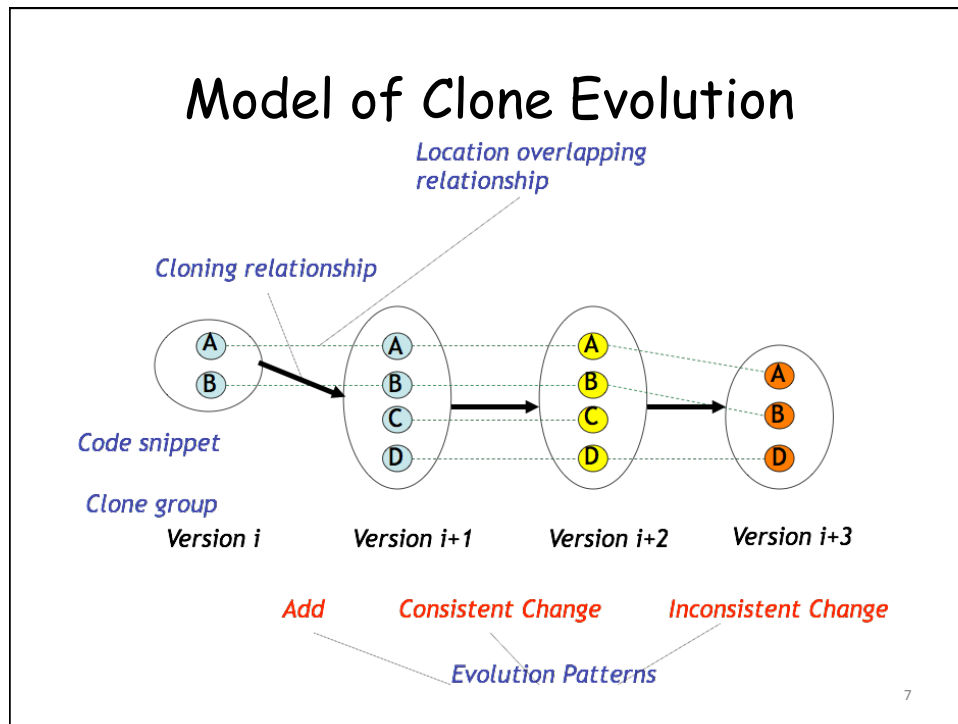 Model of Clone Evolution
Location overlapping
relationship
Cloning relationship
A
B
A
B
C
D
A
B
C
D
A
B
D
Code snippet
Clone group
Version i
Version i+1
Version i+2
Version i+3
Add
Consistent Change
Inconsistent Change
Evolution Patterns
7